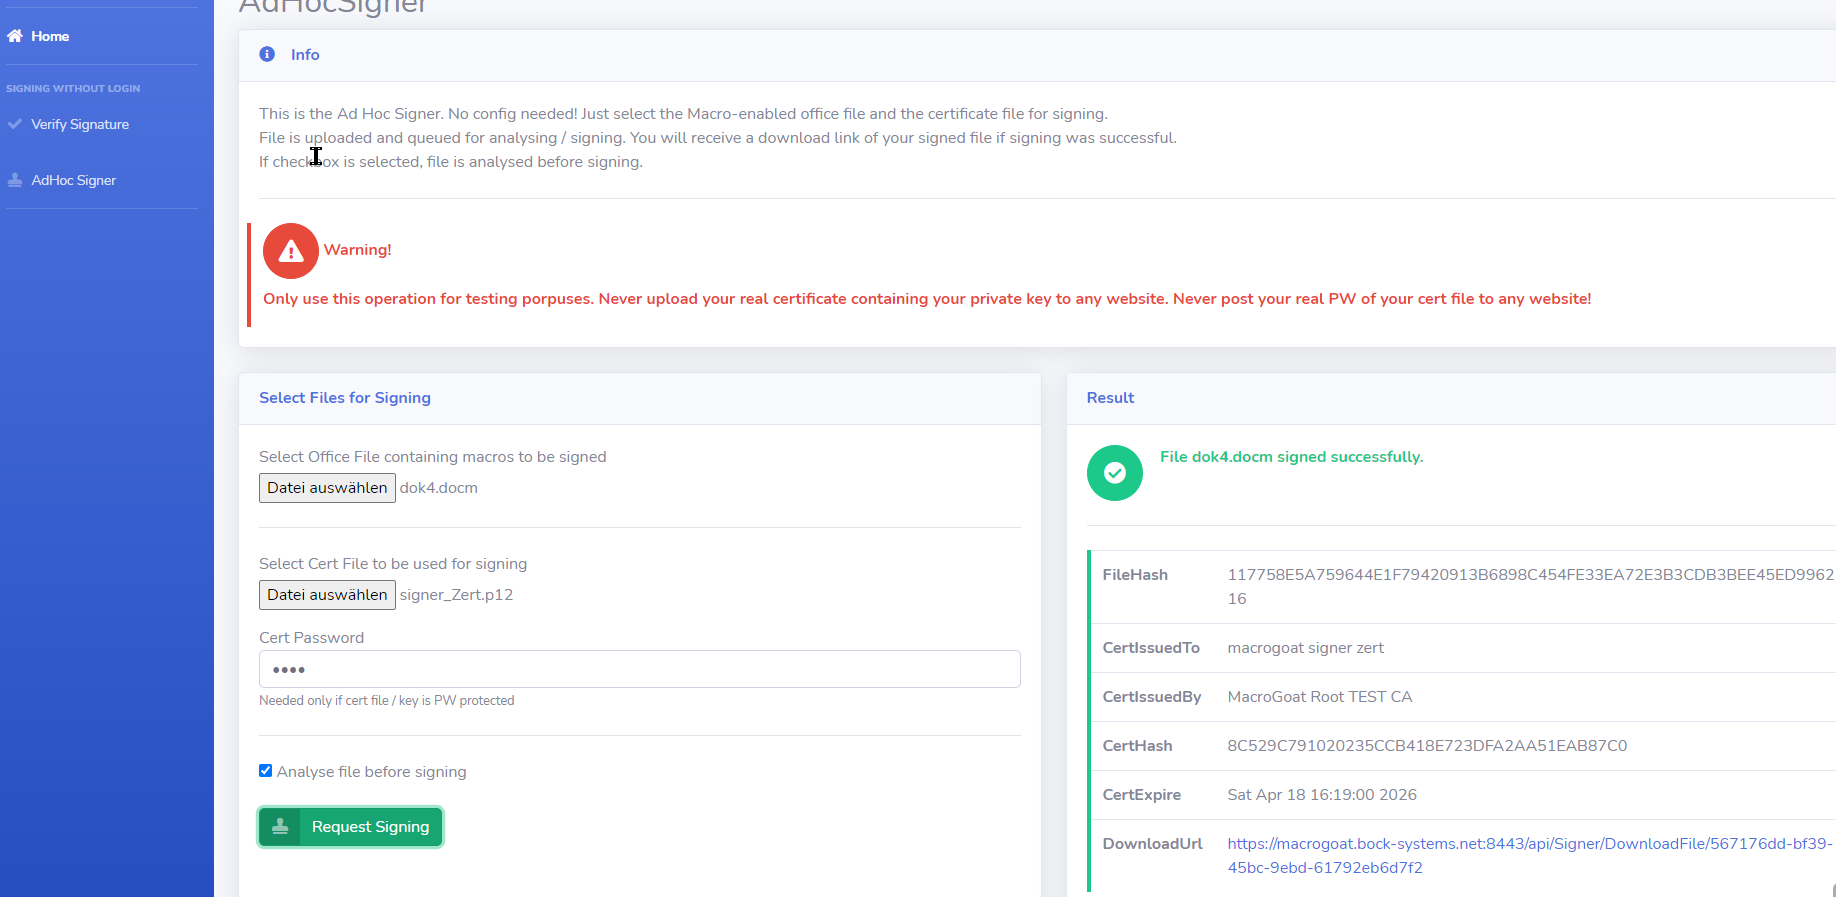 AdHocSigner
Home
SIGNING WITHOUT LOGIN
Verify Signature
AdHoc Signer
Info
This is the Ad Hoc Signer. No config needed! Just select the Macro-enabled office file and the certificate file for signing.
File is uploaded and queued for analysing / signing. You will receive a download link of your signed file if signing was successful.
If checkbox is selected, file is analysed before signing.
Warning!
Only use this operation for testing porpuses. Never upload your real certificate containing your private key to any website. Never post your real PW of your cert file to any website!
Select Files for Signing
Select Office File containing macros to be signed
Datei auswählen dok4.docm
Select Cert File to be used for signing
Datei auswählen signer_Zert.p12
Cert Password
••••
Needed only if cert file / key is PW protected
Analyse file before signing
Request Signing
Result
File dok4.docm signed successfully.
FileHash 117758E5A759644E1F79420913B6898C454FE33EA72E3B3CDB3BEE45ED9962
16
CertIssuedTo macrogoat signer zert
CertIssuedBy MacroGoat Root TEST CA
CertHash 8C529C791020235CCB418E723DFA2AA51EAB87C0
CertExpire Sat Apr 18 16:19:00 2026
DownloadUrl https://macrogoat.bock-systems.net:8443/api/Signer/DownloadFile/567176dd-bf39-
45bc-9ebd-61792eb6d7f2